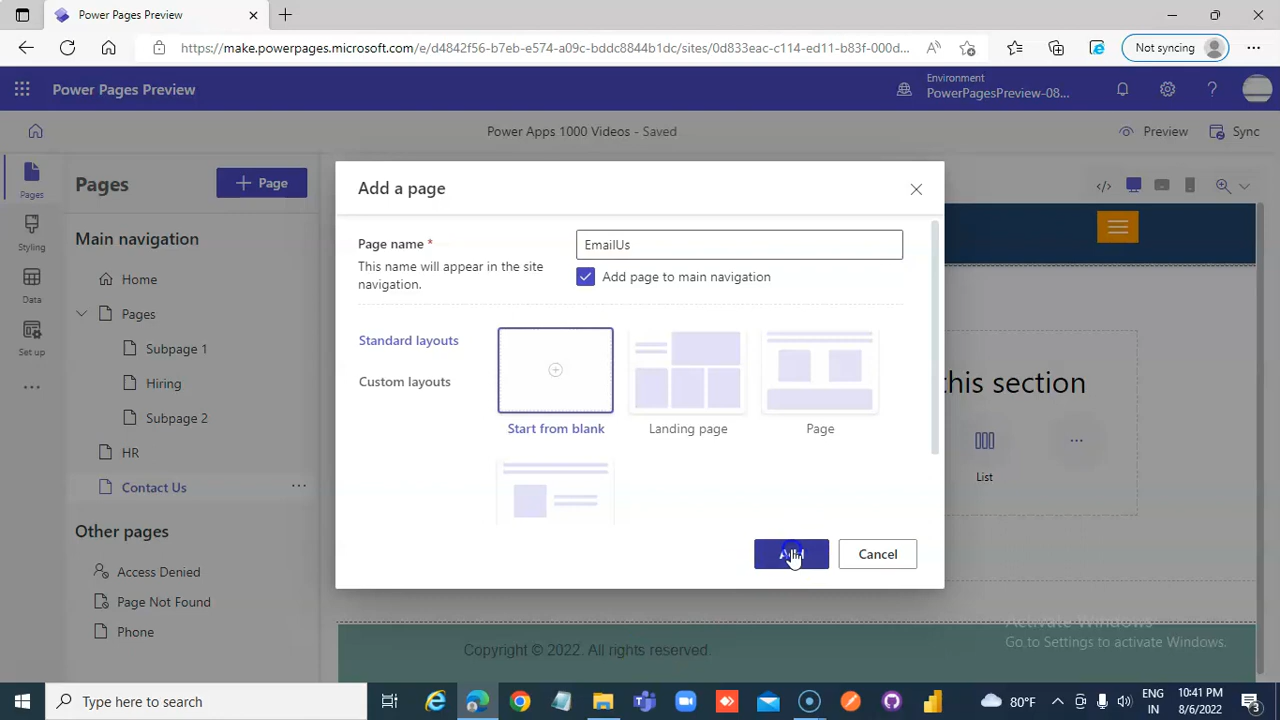 Power Pages Preview
https://make.powerpages.microsoft.com/e/d4842f56-b7eb-e574-a09c-bddc8844b1dc/sites/0d833eac-c114-ed11-b83f-000d...
Not syncing
Power Pages Preview
Environment
PowerPagesPreview-08...
Power Apps 1000 Videos - Saved
Preview
Sync
Pages
Styling
Data
Set up
Pages
Page
Main navigation
Home
Pages
Subpage 1
Hiring
Subpage 2
HR
Contact Us
Other pages
Access Denied
Page Not Found
Phone
Add a page
Page name *
This name will appear in the site
navigation.
EmailUs
Add page to main navigation
Standard layouts
Custom layouts
Start from blank
Landing page
Page
Add
Cancel
this section
List
Copyright © 2022. All rights reserved.
Activate Windows
Go to Settings to activate Windows.
Type here to search
80°F
ENG
IN
10:41 PM
8/6/2022
3